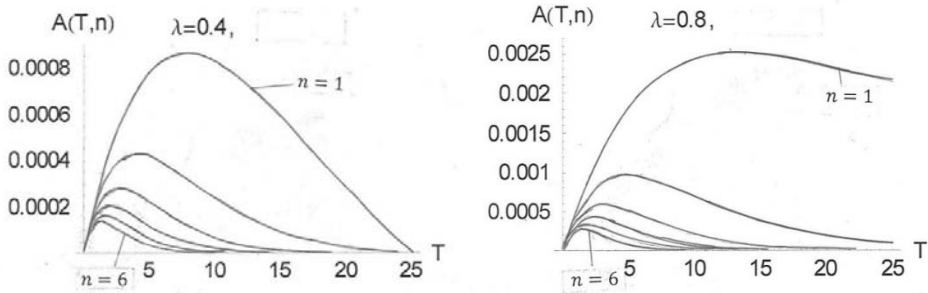 A(T,n)
λ=0.4,
0.0008
0.0006
0.0004
0.0002
n = 1
n = 6
5
10
15
20
25
T
A(T,n)
λ=0.8,
0.0025
0.002
0.0015
0.001
0.0005
n = 1
n = 6
5
10
15
20
25
T